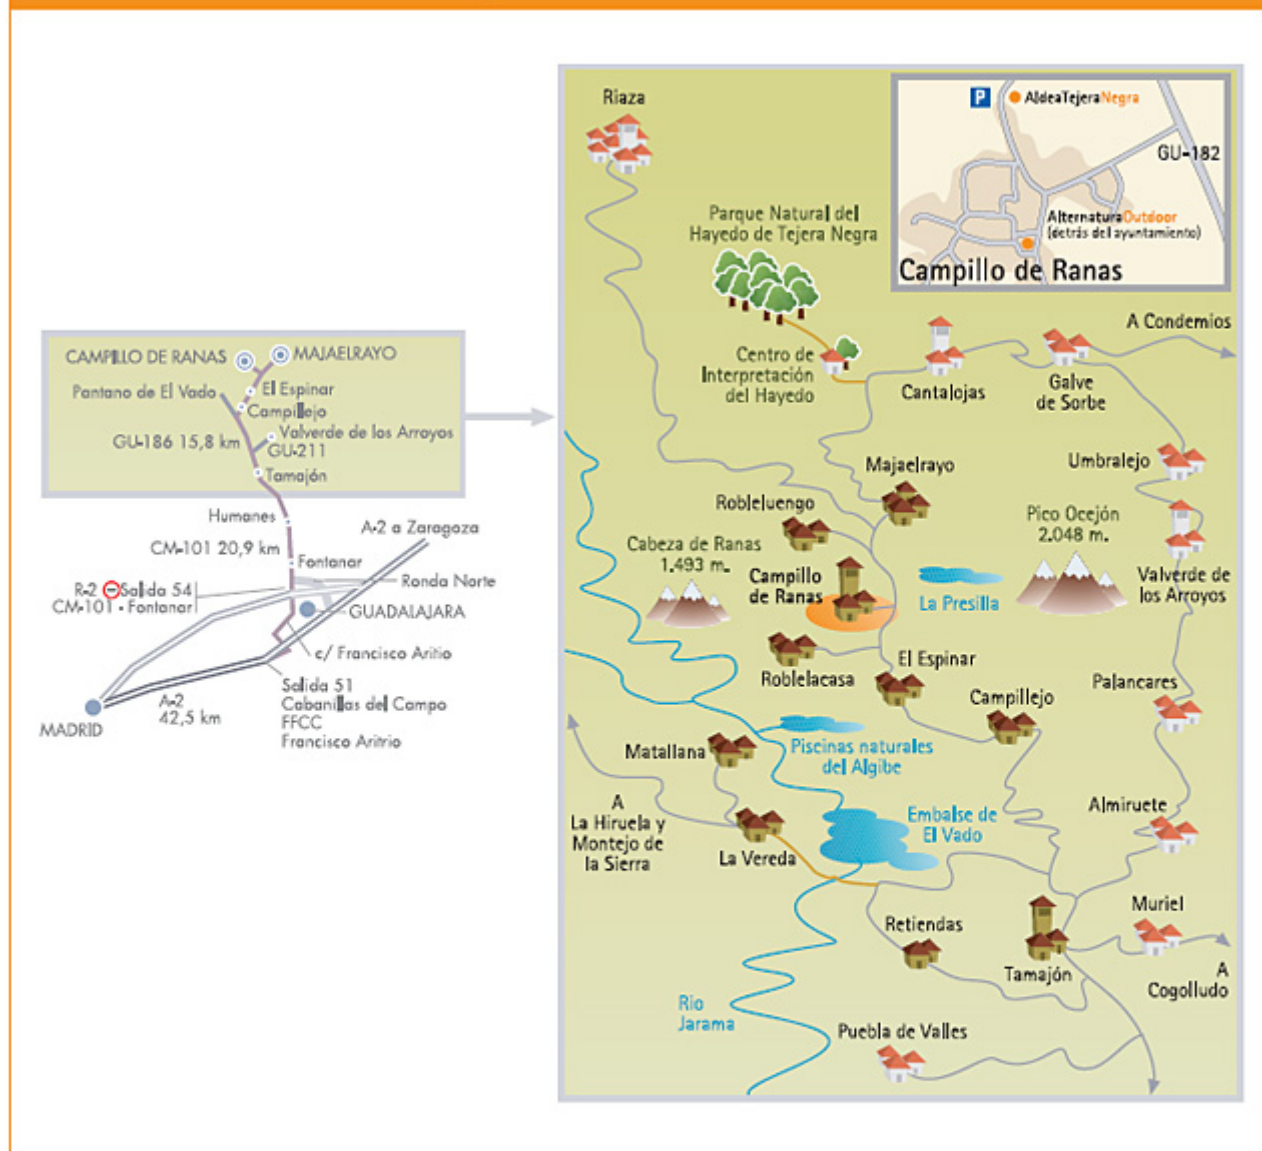 CAMPILLO DE RANAS
MAJAELRAYO
Pantano de El Vado
El Espinar
Campillejo
Valverde de los Arroyos
GU-186 15,8 km
GU-211
Tamajón
Humanes
A-2 a Zaragoza
CM-101 20,9 km
Fontanar
Ronda Norte
R-2 Salida 54
CM-101 - Fontanar
GUADALAJARA
c/ Francisco Aritio
Salida 51
Cabanillas del Campo
FFCC
Francisco Aritrio
A-2
42,5 km
MADRID
Riaza
P
AldeaTejeraNegra
GU-182
AlternaturaOutdoor
(detrás del ayuntamiento)
Campillo de Ranas
Parque Natural del
Hayedo de Tejera Negra
A Condemios
Centro de
Interpretación
del Hayedo
Cantalojas
Galve
de Sorbe
Majaelrayo
Umbralejo
Robleluengo
Pico Ocejón
2.048 m.
Cabeza de Ranas
1.493 m.
Campillo
de Ranas
La Presilla
Valverde de
los Arroyos
Roblelacasa
El Espinar
Campillejo
Palancares
Matallana
Piscinas naturales
del Algibe
A
La Hiruela y
Montejo de
la Sierra
La Vereda
Embalse de
El Vado
Almiruete
Retiendas
Muriel
Tamajón
A
Cogolludo
Rio
Jarama
Puebla de Valles